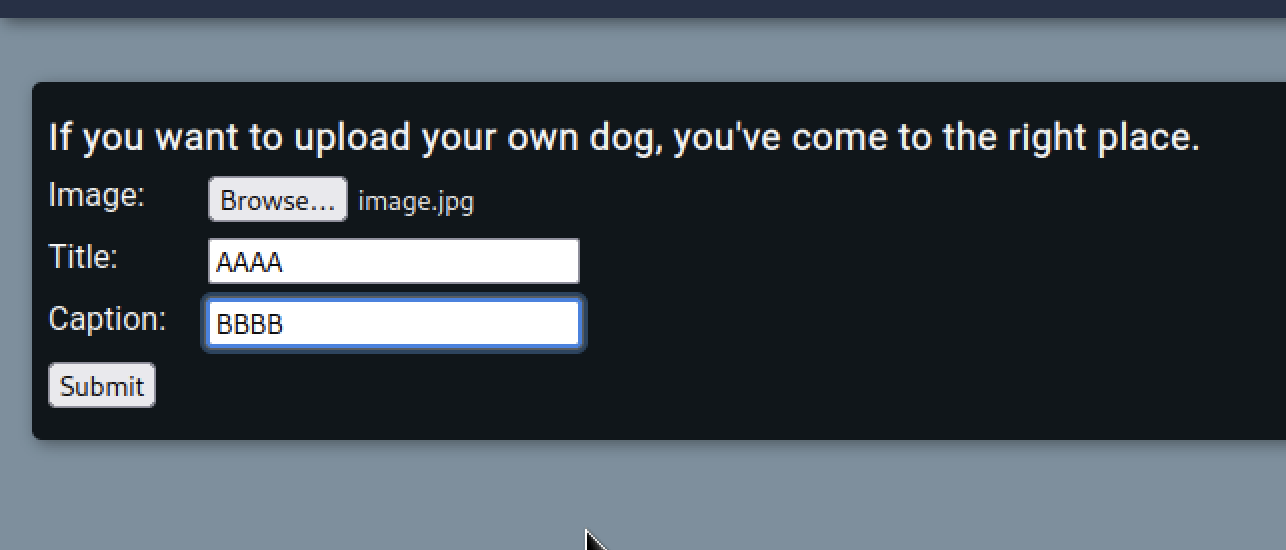 If you want to upload your own dog, you've come to the right place.
Image: Browse... image.jpg
Title: AAAA
Caption: BBBB
Submit